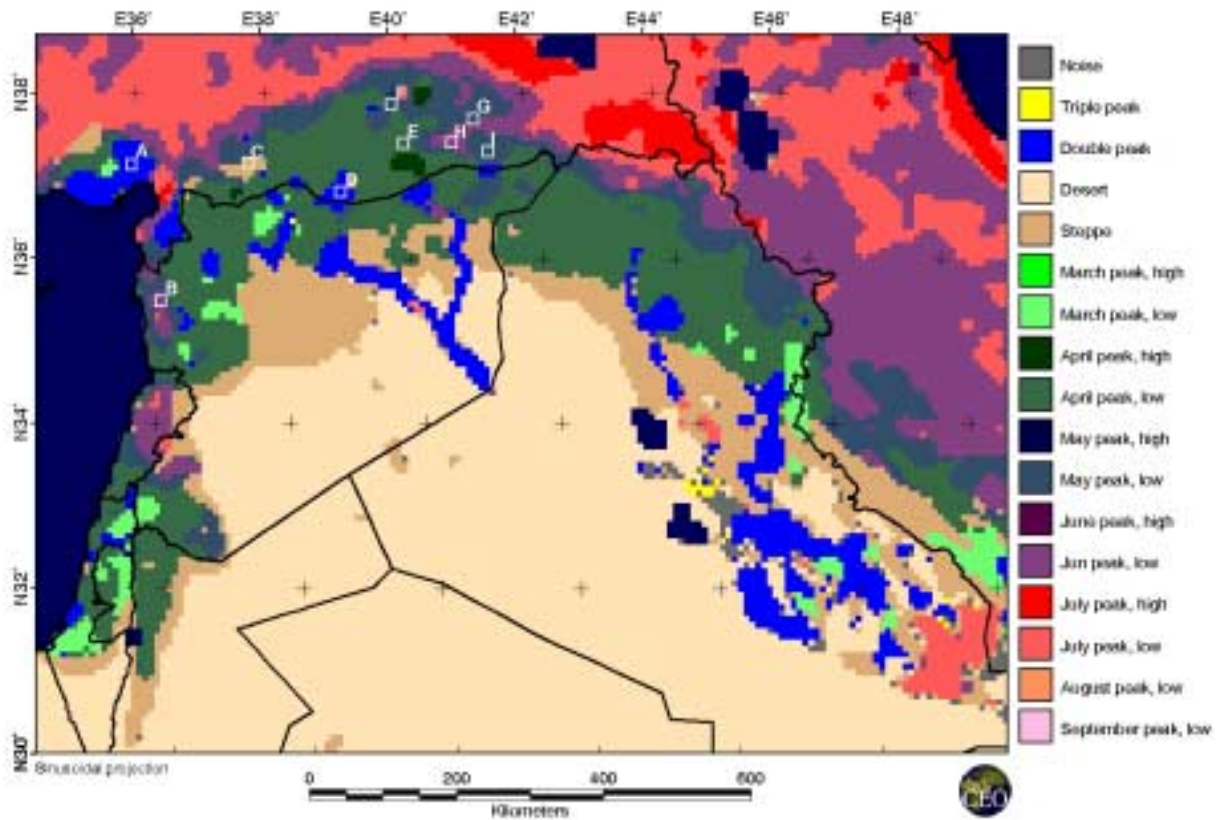 E36° E38° E40° E42° E44° E46° E48°
N38°
N36°
N34°
N32°
N30°
A
B
C
E
G
H
Noise
Triple peak
Double peak
Desert
Steppe
March peak, high
March peak, low
April peak, high
April peak, low
May peak, high
May peak, low
June peak, high
Jun peak, low
July peak, high
July peak, low
August peak, low
September peak, low
Sinusoidal projection
0 200 400 600
Kilometers
CEO